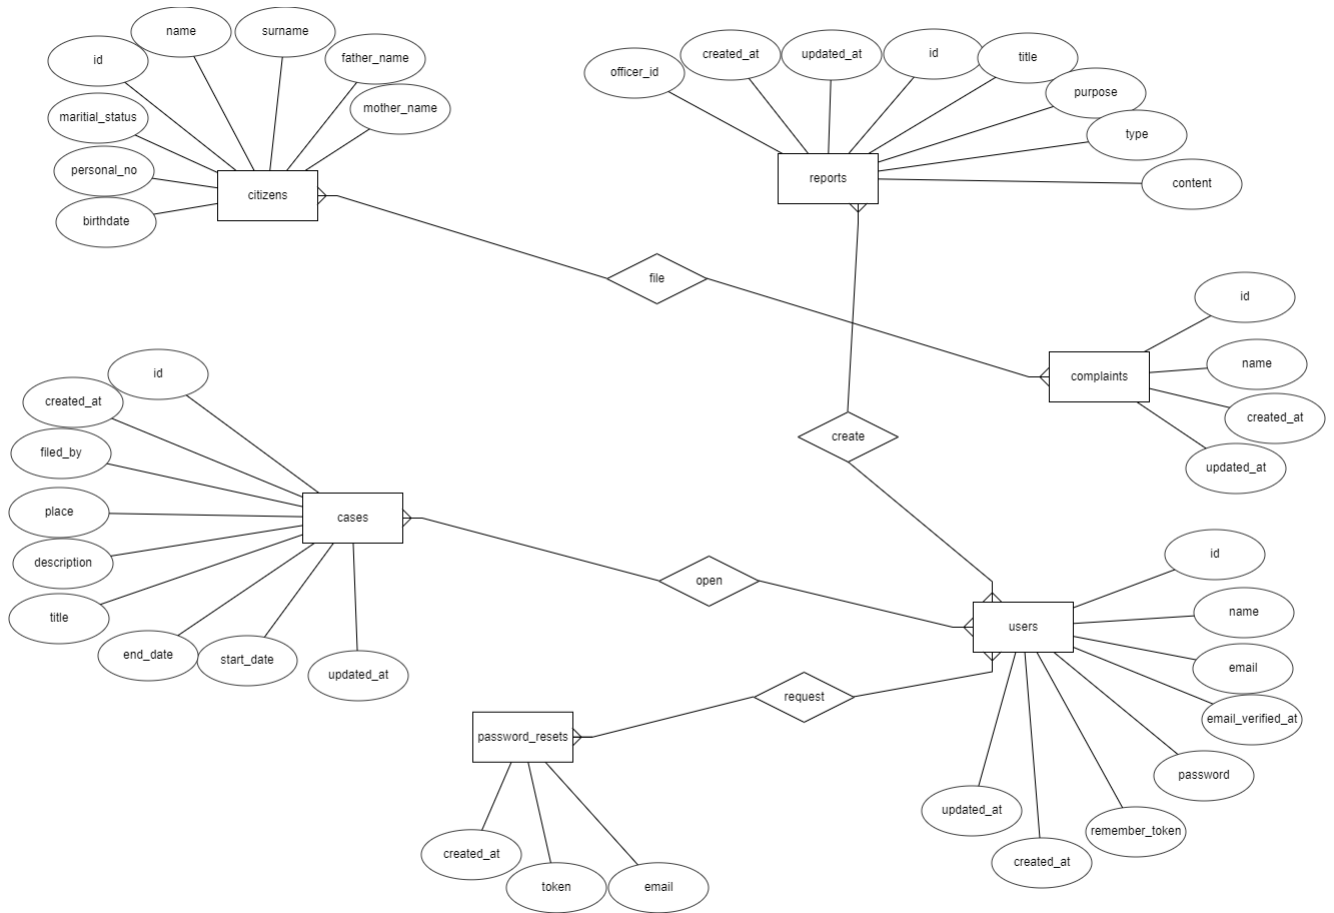 name
surname
id
father_name
mother_name
maritial_status
personal_no
birthdate
citizens
officer_id
created_at
updated_at
id
title
purpose
type
content
reports
file
id
name
created_at
updated_at
complaints
create
id
created_at
filed_by
place
description
title
end_date
start_date
updated_at
cases
open
users
id
name
email
email_verified_at
password
remember_token
created_at
updated_at
request
password_resets
created_at
token
email